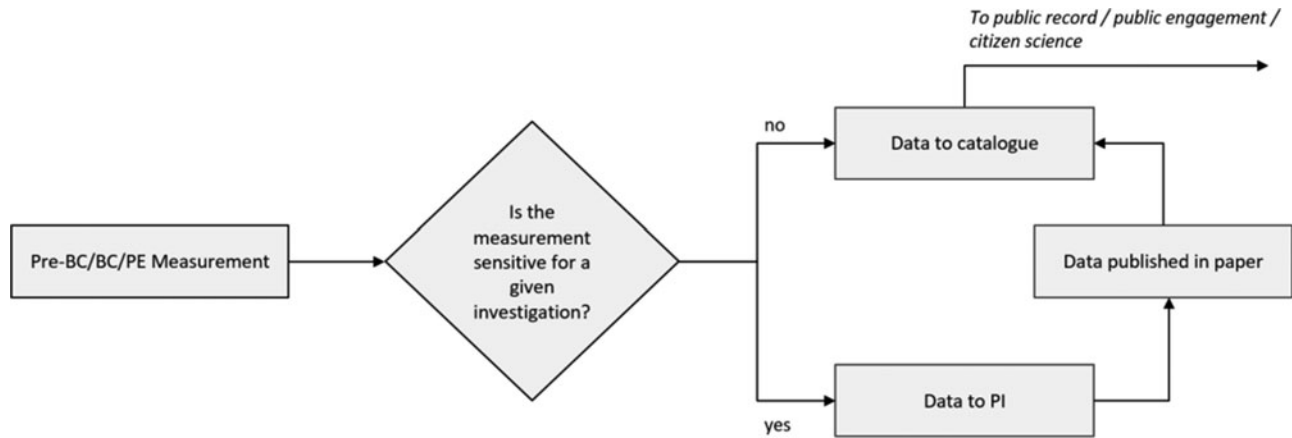 To public record / public engagement /
citizen science
no
Data to catalogue
Is the
measurement
sensitive for a
given
investigation?
Pre-BC/BC/PE Measurement
Data published in paper
Data to PI
yes